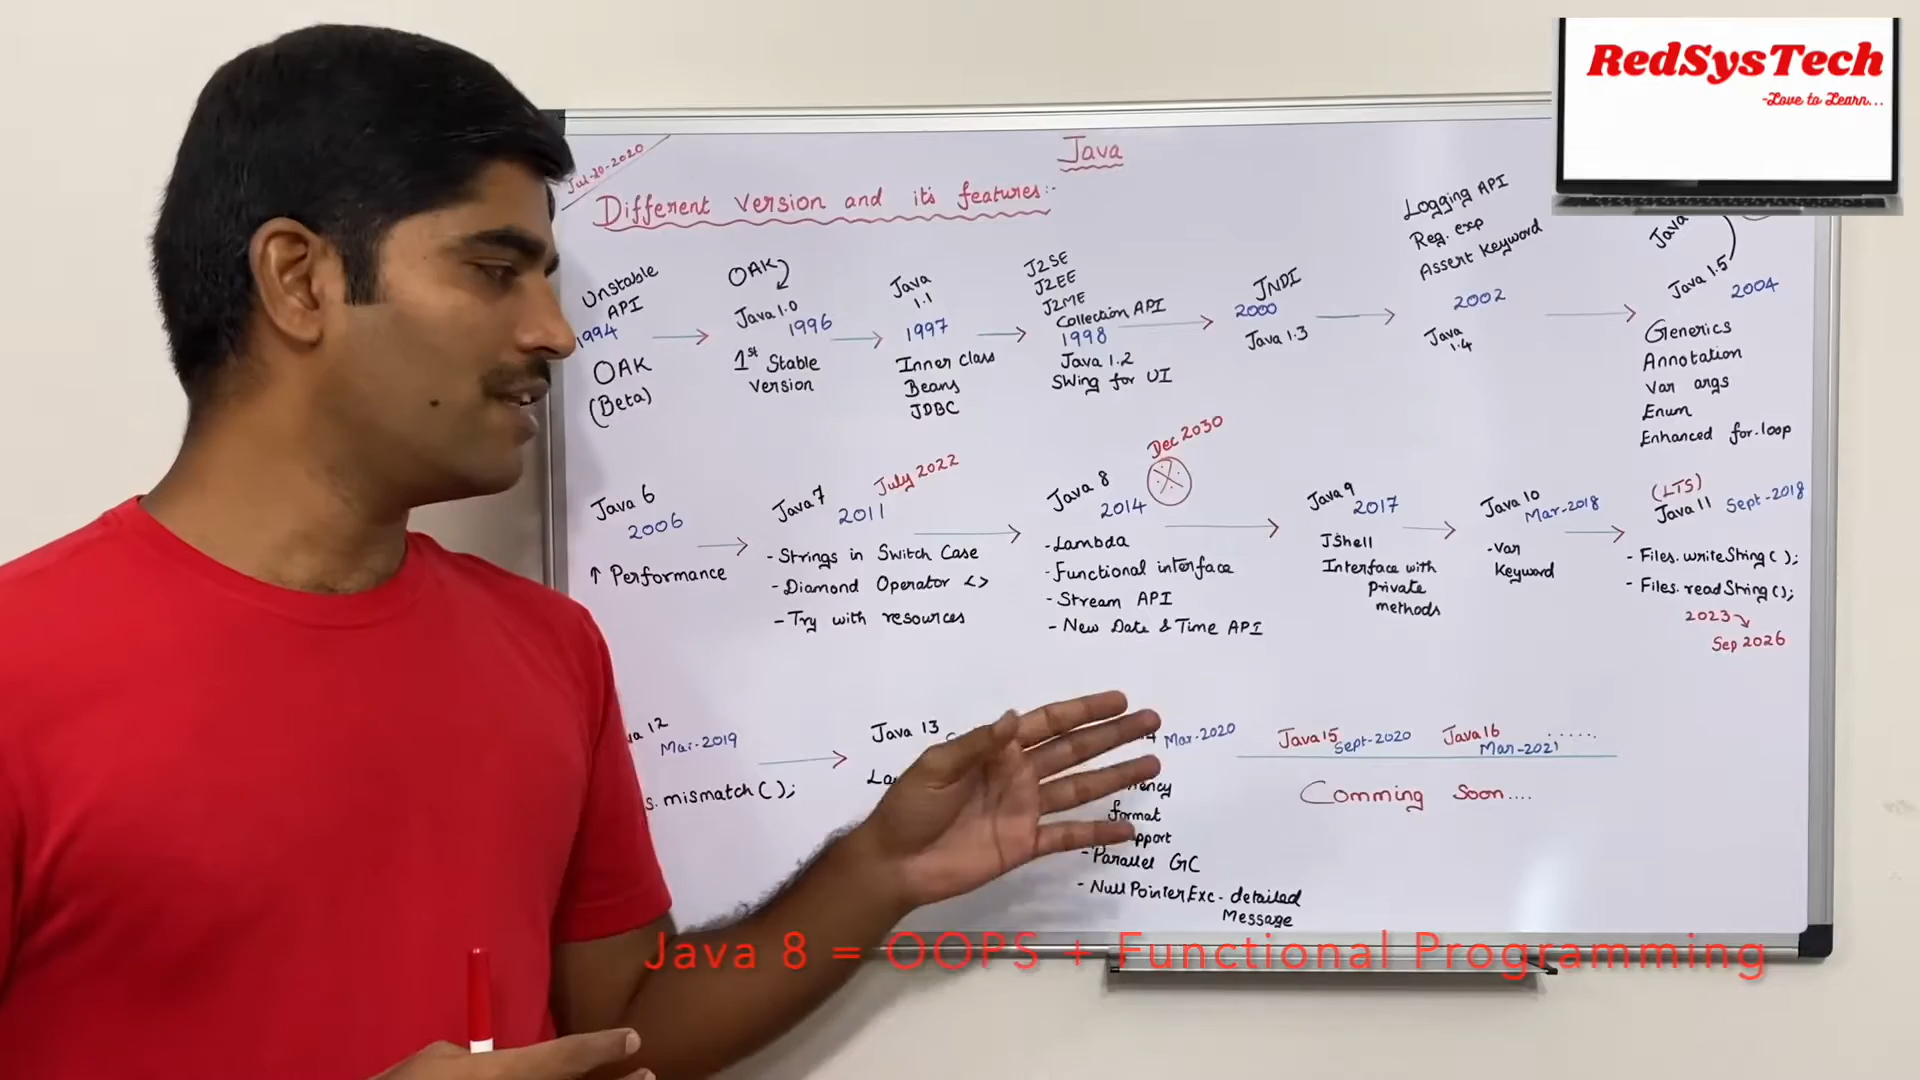 RedSysTech
-Love to Learn...
Jul-20-2020
Java
Different version and its features:-
Unstable
API
1994
OAK
(Beta)
OAK
Java 1.0
1996
1st Stable
version
Java
1.1
1997
Inner class
Beans
JDBC
J2SE
J2EE
J2ME
Collection API
1998
Java 1.2
Swing for UI
JNDI
2000
Java 1.3
Logging API
Reg. exp
Assert Keyword
2002
Java
1.4
Java
Java 1.5
2004
Generics
Annotation
Var args
Enum
Enhanced for-loop
Java 6
2006
↑ Performance
Java 7
July 2022
2011
- Strings in Switch Case
- Diamond Operator <>
- Try with resources
Java 8
Dec 2030
2014
- Lambda
- Functional interface
- Stream API
- New Date & Time API
Java 9
2017
JShell
Interface with
private
methods
Java 10
Mar-2018
- Var
Keyword
(LTS)
Java 11 Sept-2018
- Files.writeString();
- Files.readString();
2023
Sep 2026
12
Mar-2019
s.mismatch();
Java 13
Mar-2020
format
- Parallel GC
- NullPointerExc- detailed
Message
Java15 Sept-2020
Java16 ......
Mar-2021
Comming Soon....
Java 8 = OOPS + Functional Programming